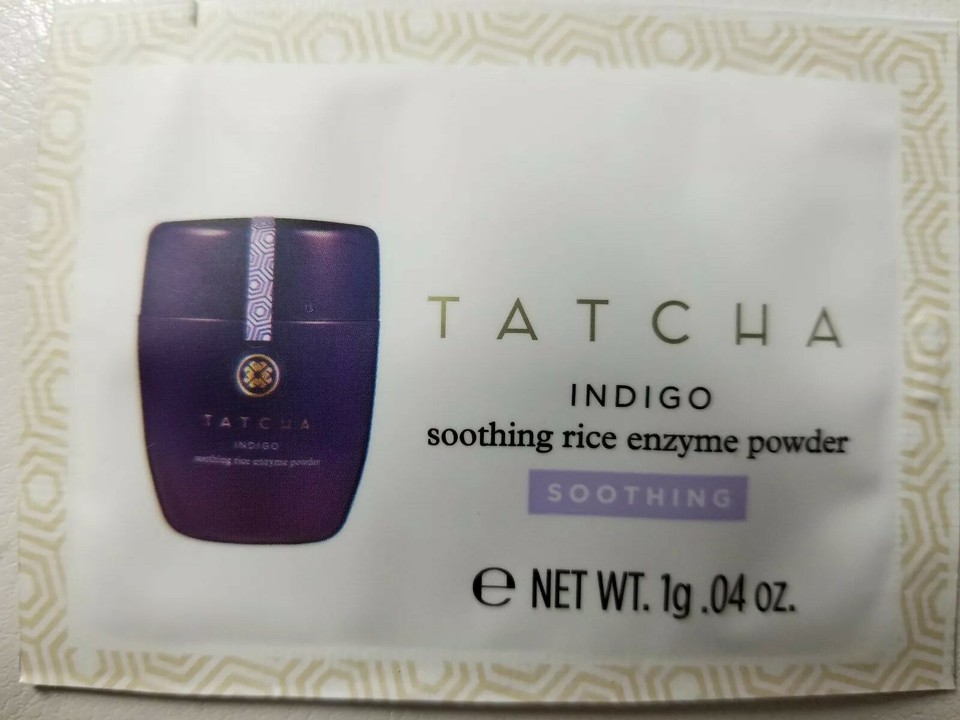 TATCHA
INDIGO
soothing rice enzyme powder
TATCHA
INDIGO
soothing rice enzyme powder
SOOTHING
℮ NET WT. 1g .04 oz.